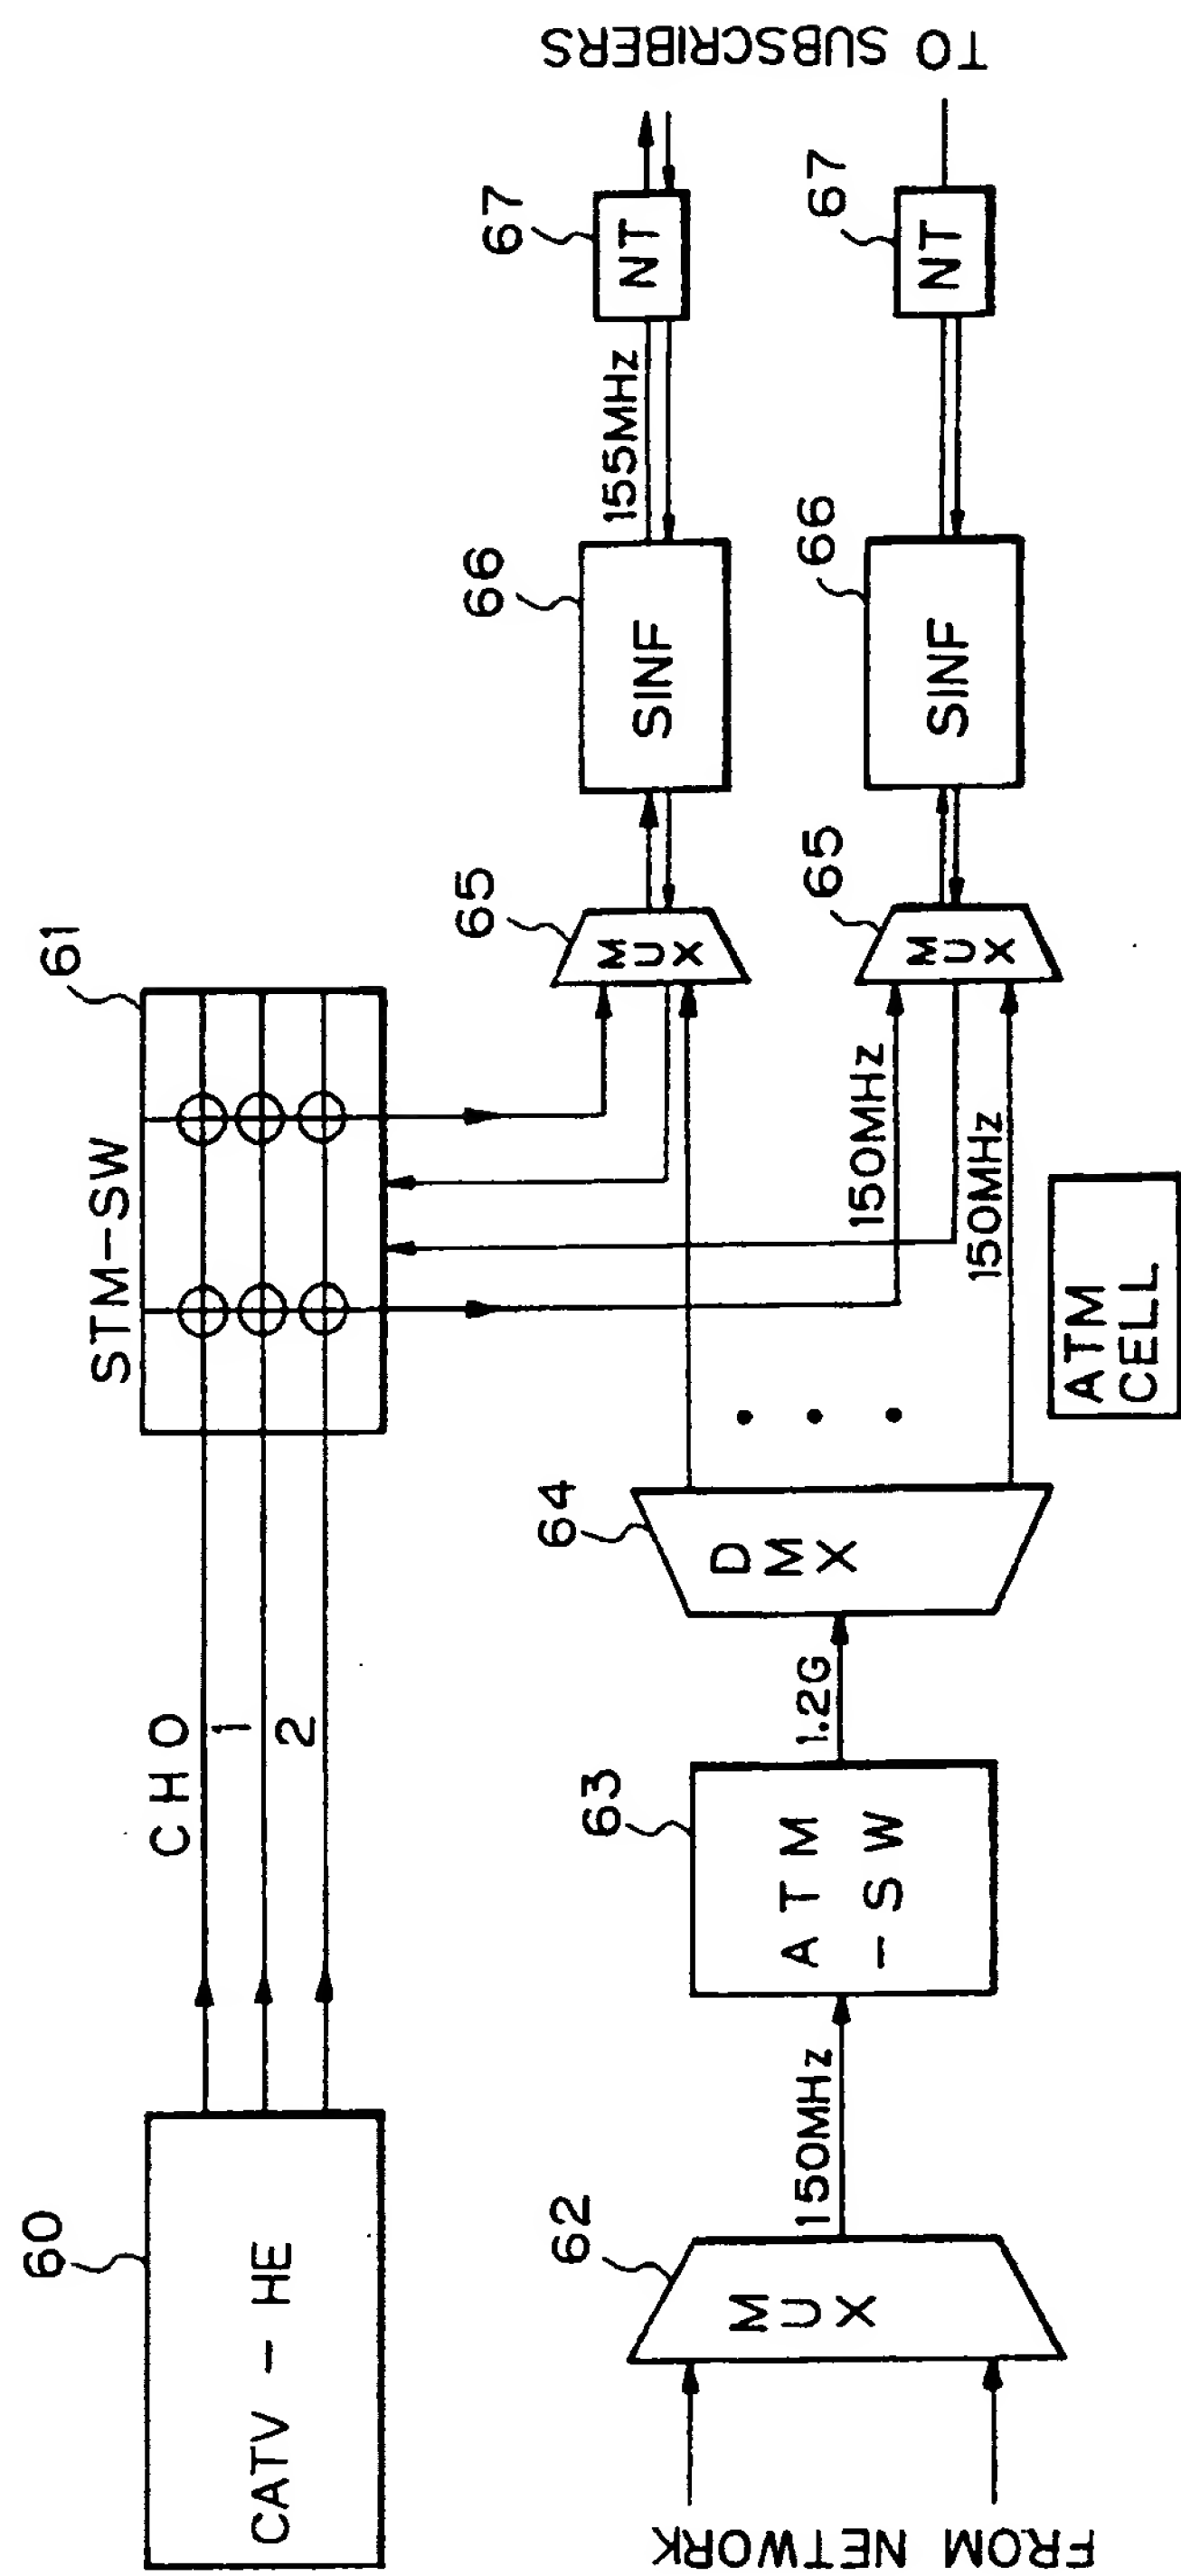 60
CATV - HE
CH0
1
2
STM-SW
61
FROM NETWORK
62
MUX
150MHz
63
ATM
-SW
1.2G
64
DMX
ATM
CELL
150MHz
150MHz
65
MUX
66
SINF
155MHz
67
NT
65
MUX
66
SINF
67
NT
TO SUBSCRIBERS